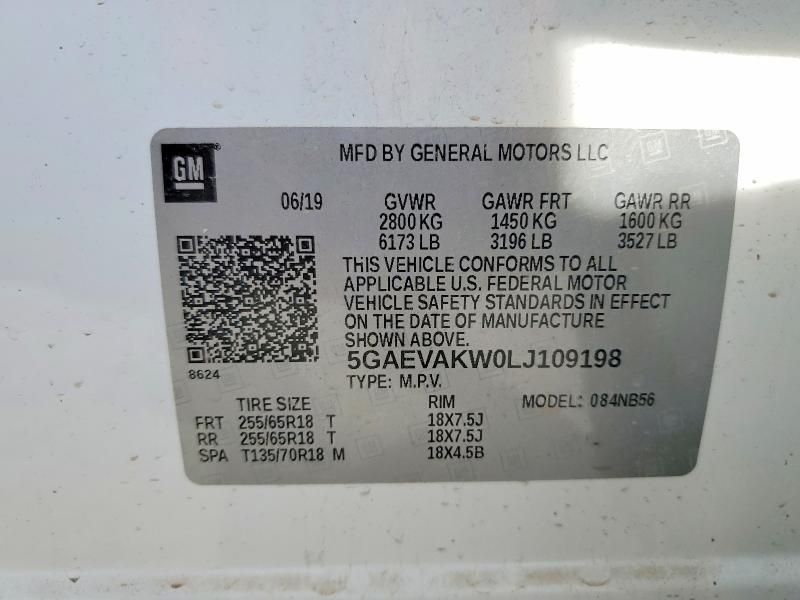 GM
MFD BY GENERAL MOTORS LLC
06/19 GVWR GAWR FRT GAWR RR
2800 KG 1450 KG 1600 KG
6173 LB 3196 LB 3527 LB
THIS VEHICLE CONFORMS TO ALL
APPLICABLE U.S. FEDERAL MOTOR
VEHICLE SAFETY STANDARDS IN EFFECT
ON THE DATE OF MANUFACTURE
SHOWN ABOVE.
8624
5GAEVAKW0LJ109198
TYPE: M.P.V.
TIRE SIZE RIM MODEL: 084NB56
FRT 255/65R18 T 18X7.5J
RR 255/65R18 T 18X7.5J
SPA T135/70R18 M 18X4.5B